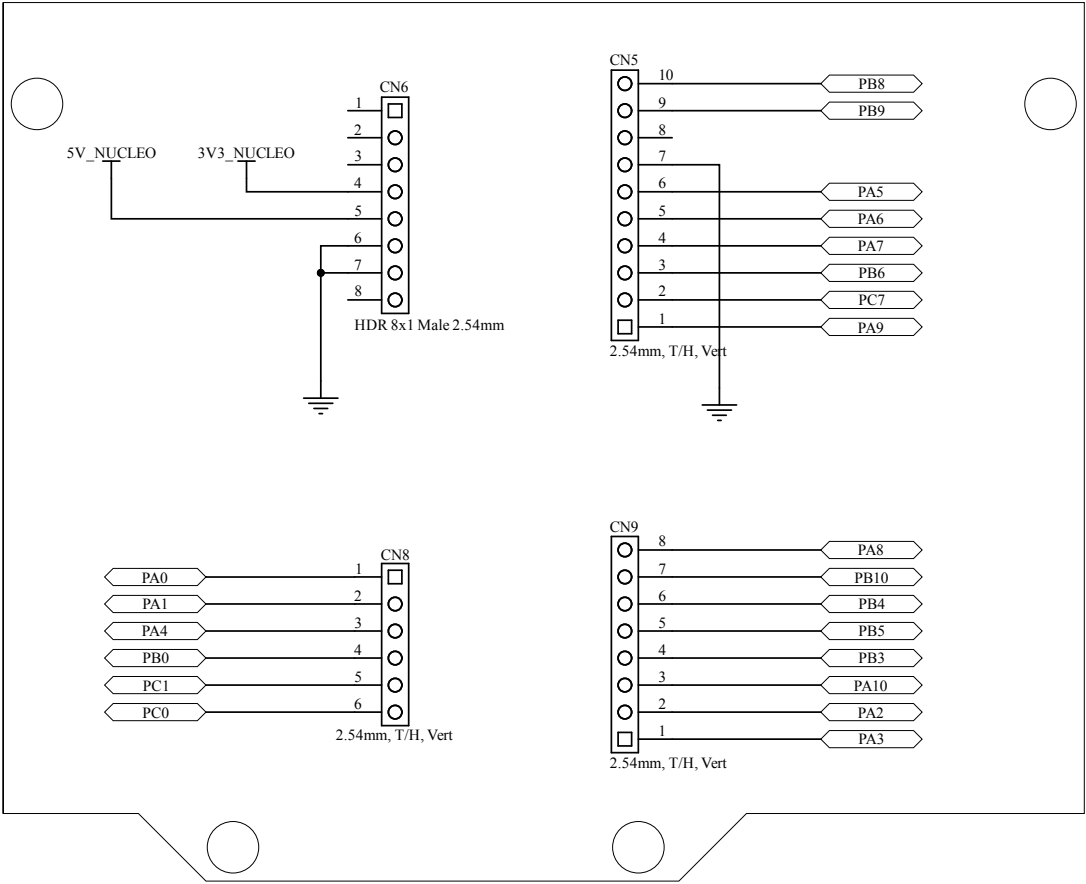 CN6
1
2
3
4
5
6
7
8
5V_NUCLEO
3V3_NUCLEO
HDR 8x1 Male 2.54mm
CN5
10 PB8
9 PB9
8
7
6 PA5
5 PA6
4 PA7
3 PB6
2 PC7
1 PA9
2.54mm, T/H, Vert
CN8
PA0 1
PA1 2
PA4 3
PB0 4
PC1 5
PC0 6
2.54mm, T/H, Vert
CN9
8 PA8
7 PB10
6 PB4
5 PB5
4 PB3
3 PA10
2 PA2
1 PA3
2.54mm, T/H, Vert